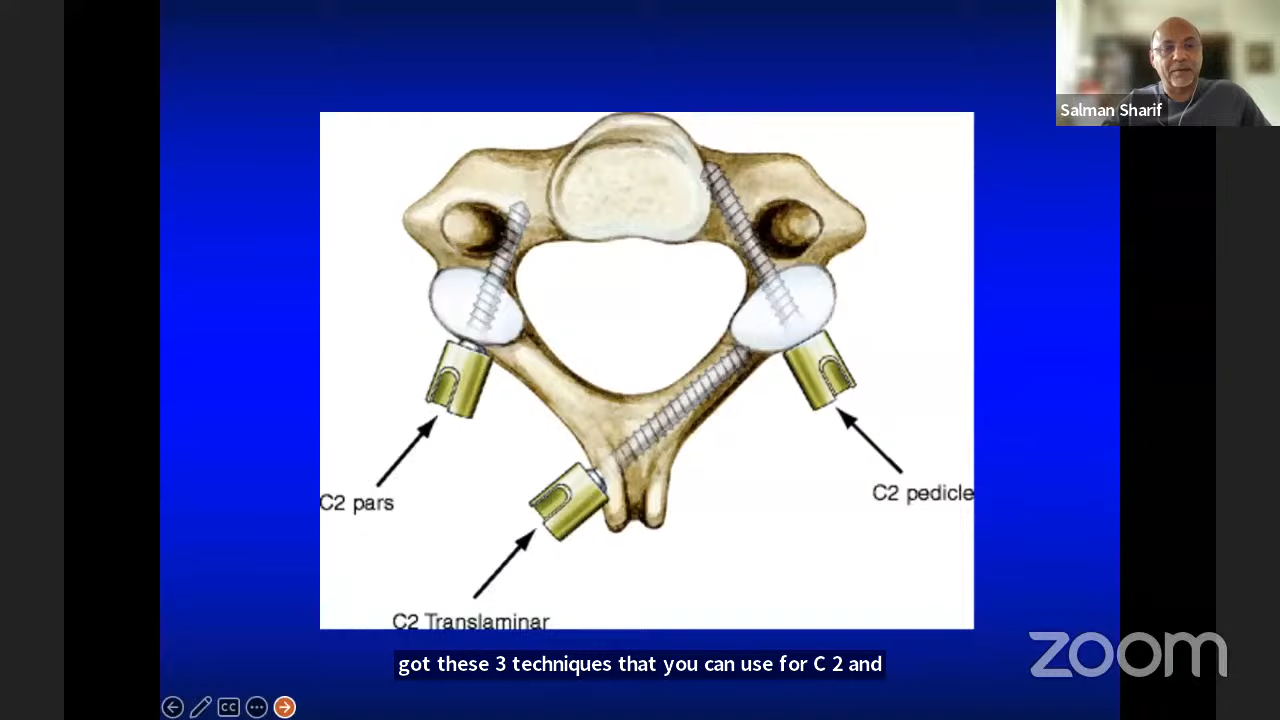 Salman Sharif
C2 pars
C2 pedicle
C2 Translaminar
got these 3 techniques that you can use for C 2 and
zoom
CC